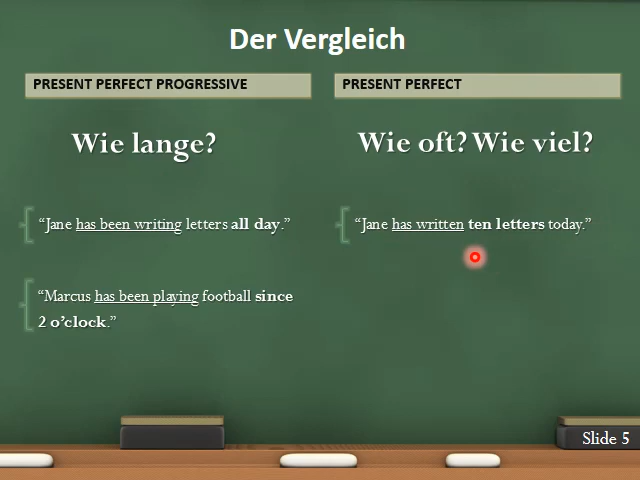 Der Vergleich
PRESENT PERFECT PROGRESSIVE
Wie lange?
“Jane has been writing letters all day.”
“Marcus has been playing football since
2 o’clock.”
PRESENT PERFECT
Wie oft? Wie viel?
“Jane has written ten letters today.”
Slide 5